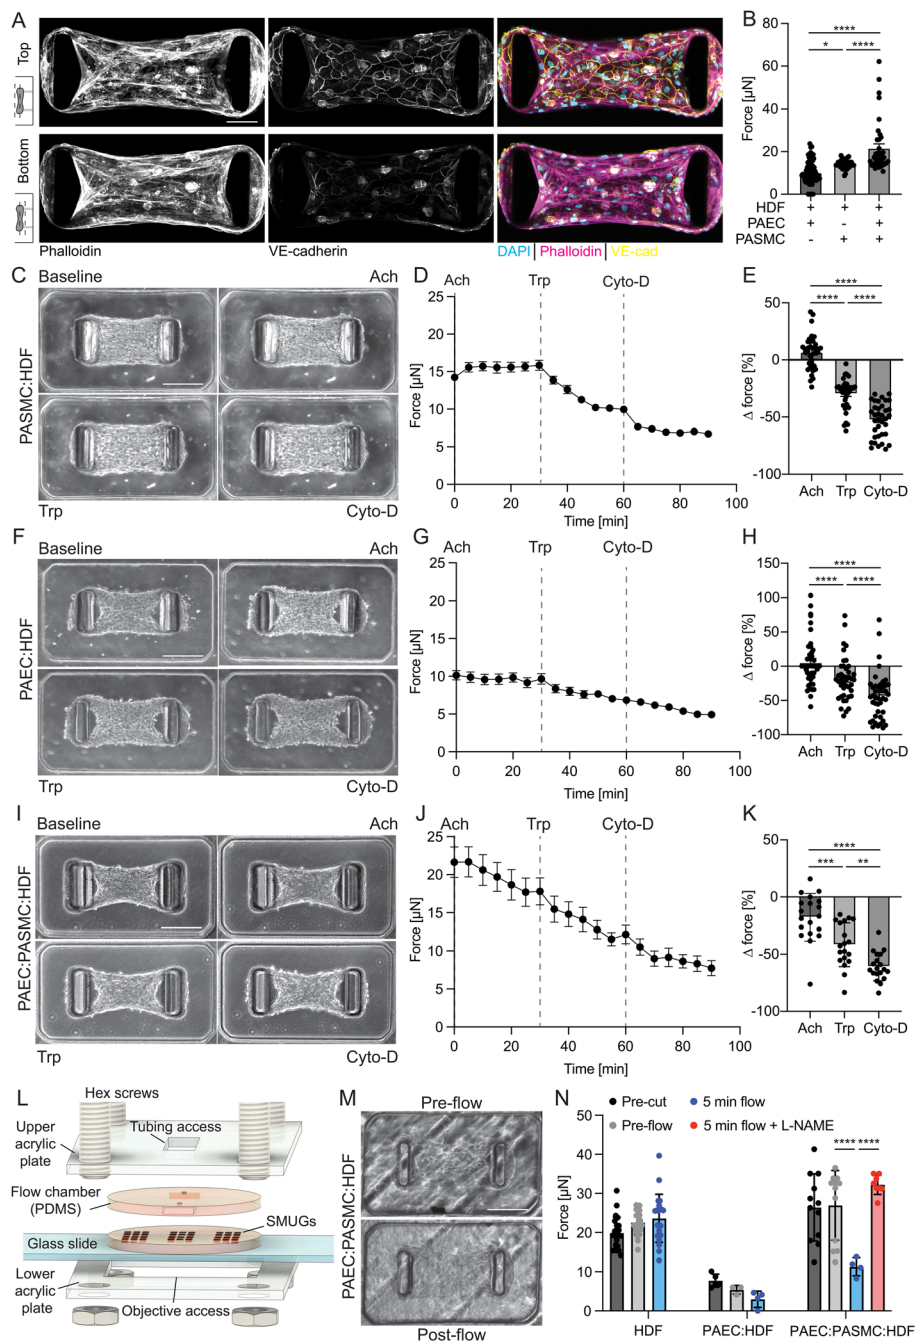 A
Top
Bottom
Phalloidin
VE-cadherin
DAPI | Phalloidin | VE-cad
B
Force [µN]
80
60
40
20
0
****
* ****
HDF + + +
PAEC + - +
PASMC - + +
C
Baseline
Ach
PASMC:HDF
Trp
Cyto-D
D
Ach Trp Cyto-D
Force [µN]
25
20
15
10
5
0
0 20 40 60 80 100
Time [min]
E
Δ force [%]
50
0
-50
-100
****
**** ****
Ach Trp Cyto-D
F
Baseline
Ach
PAEC:HDF
Trp
Cyto-D
G
Ach Trp Cyto-D
Force [µN]
25
20
15
10
5
0
0 20 40 60 80 100
Time [min]
H
Δ force [%]
150
100
50
0
-50
-100
****
**** ****
Ach Trp Cyto-D
I
Baseline
Ach
PAEC:PASMC:HDF
Trp
Cyto-D
J
Ach Trp Cyto-D
Force [µN]
25
20
15
10
5
0
0 20 40 60 80 100
Time [min]
K
Δ force [%]
50
0
-50
-100
****
*** **
Ach Trp Cyto-D
L
Hex screws
Tubing access
Upper
acrylic
plate
Flow chamber
(PDMS)
SMUGs
Glass slide
Lower
acrylic
plate
Objective access
M
Pre-flow
PAEC:PASMC:HDF
Post-flow
N
Pre-cut
5 min flow
Pre-flow
5 min flow + L-NAME
Force [µN]
50
40
30
20
10
0
**** ****
HDF PAEC:HDF PAEC:PASMC:HDF